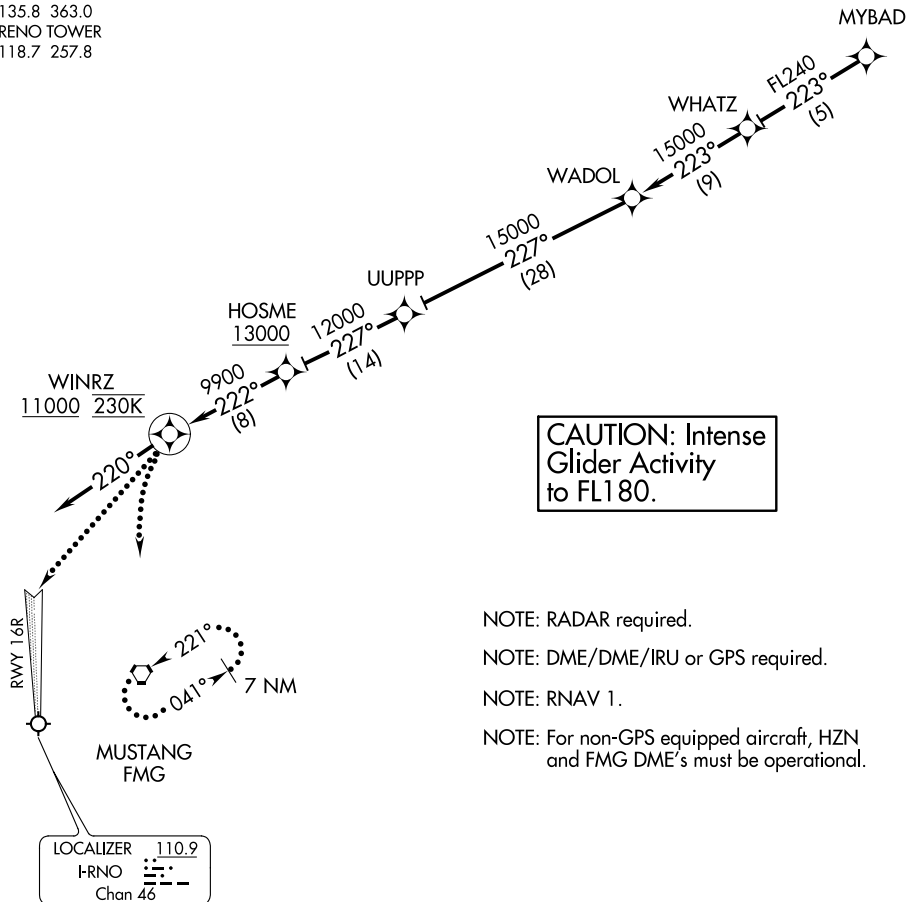 135.8 363.0
RENO TOWER
118.7 257.8
MYBAD
FL240
223°
(5)
WHATZ
15000
223°
(9)
WADOL
15000
227°
(28)
UUPPP
12000
227°
(14)
HOSME
13000
9900
222°
(8)
WINRZ
11000 230K
220°
CAUTION: Intense
Glider Activity
to FL180.
RWY 16R
221°
041°
7 NM
MUSTANG
FMG
NOTE: RADAR required.
NOTE: DME/DME/IRU or GPS required.
NOTE: RNAV 1.
NOTE: For non-GPS equipped aircraft, HZN
and FMG DME's must be operational.
LOCALIZER 110.9
I-RNO
Chan 46